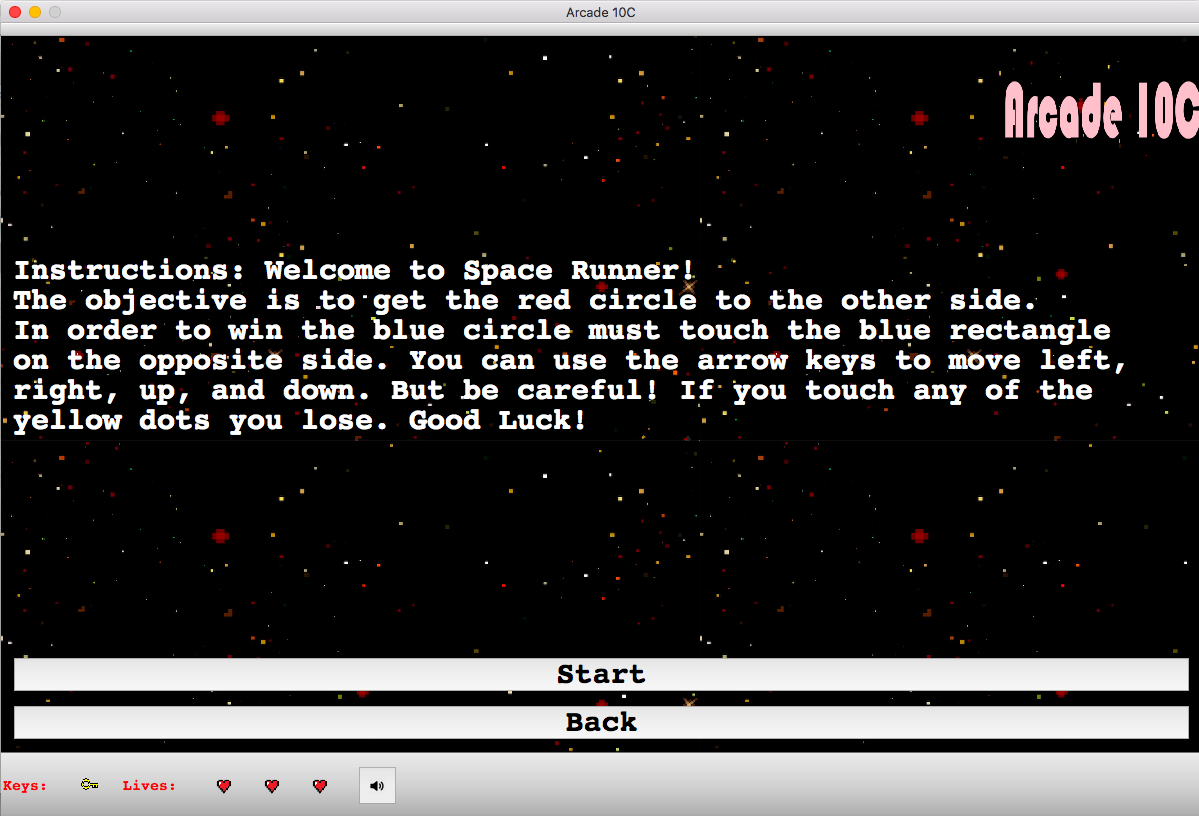 Arcade 10C
Arcade 10C
Instructions: Welcome to Space Runner!
The objective is to get the red circle to the other side.
In order to win the blue circle must touch the blue rectangle
on the opposite side. You can use the arrow keys to move left,
right, up, and down. But be careful! If you touch any of the
yellow dots you lose. Good Luck!
Start
Back
Keys: Lives: